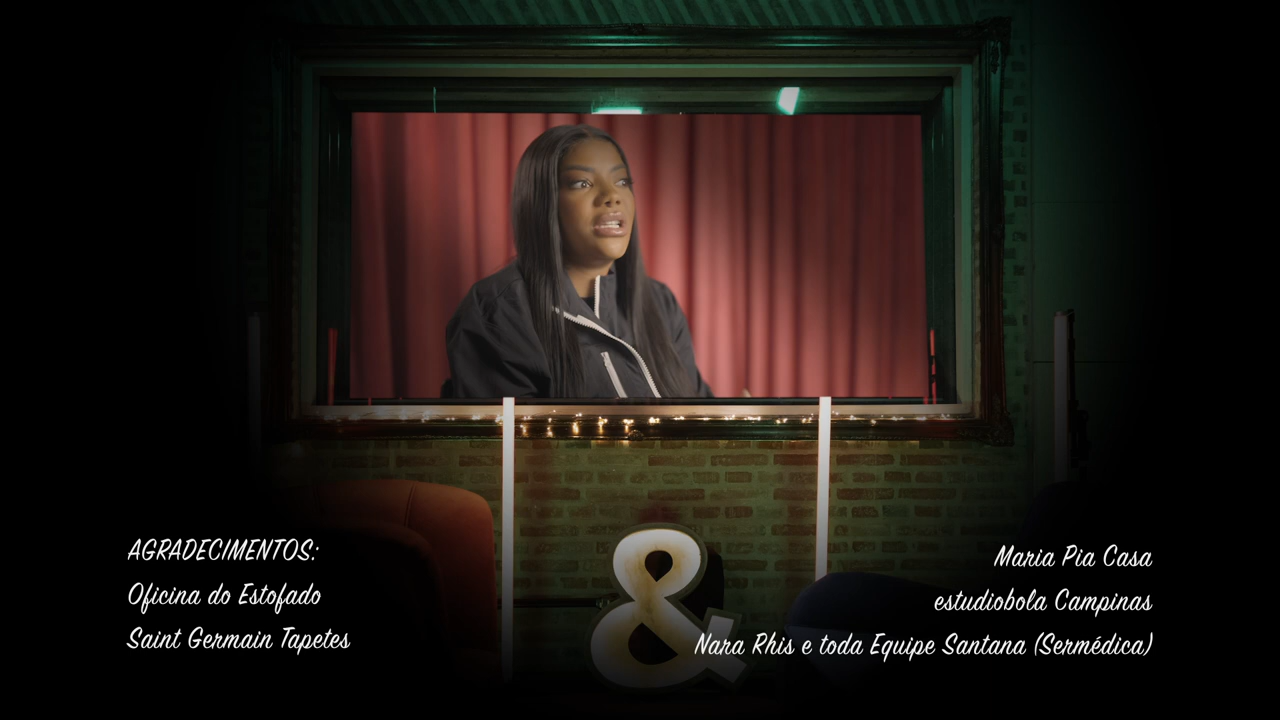 &
AGRADECIMENTOS:
Oficina do Estofado
Saint Germain Tapetes
Maria Pia Casa
estudiobola Campinas
Nara Rhis e toda Equipe Santana (Sermédica)